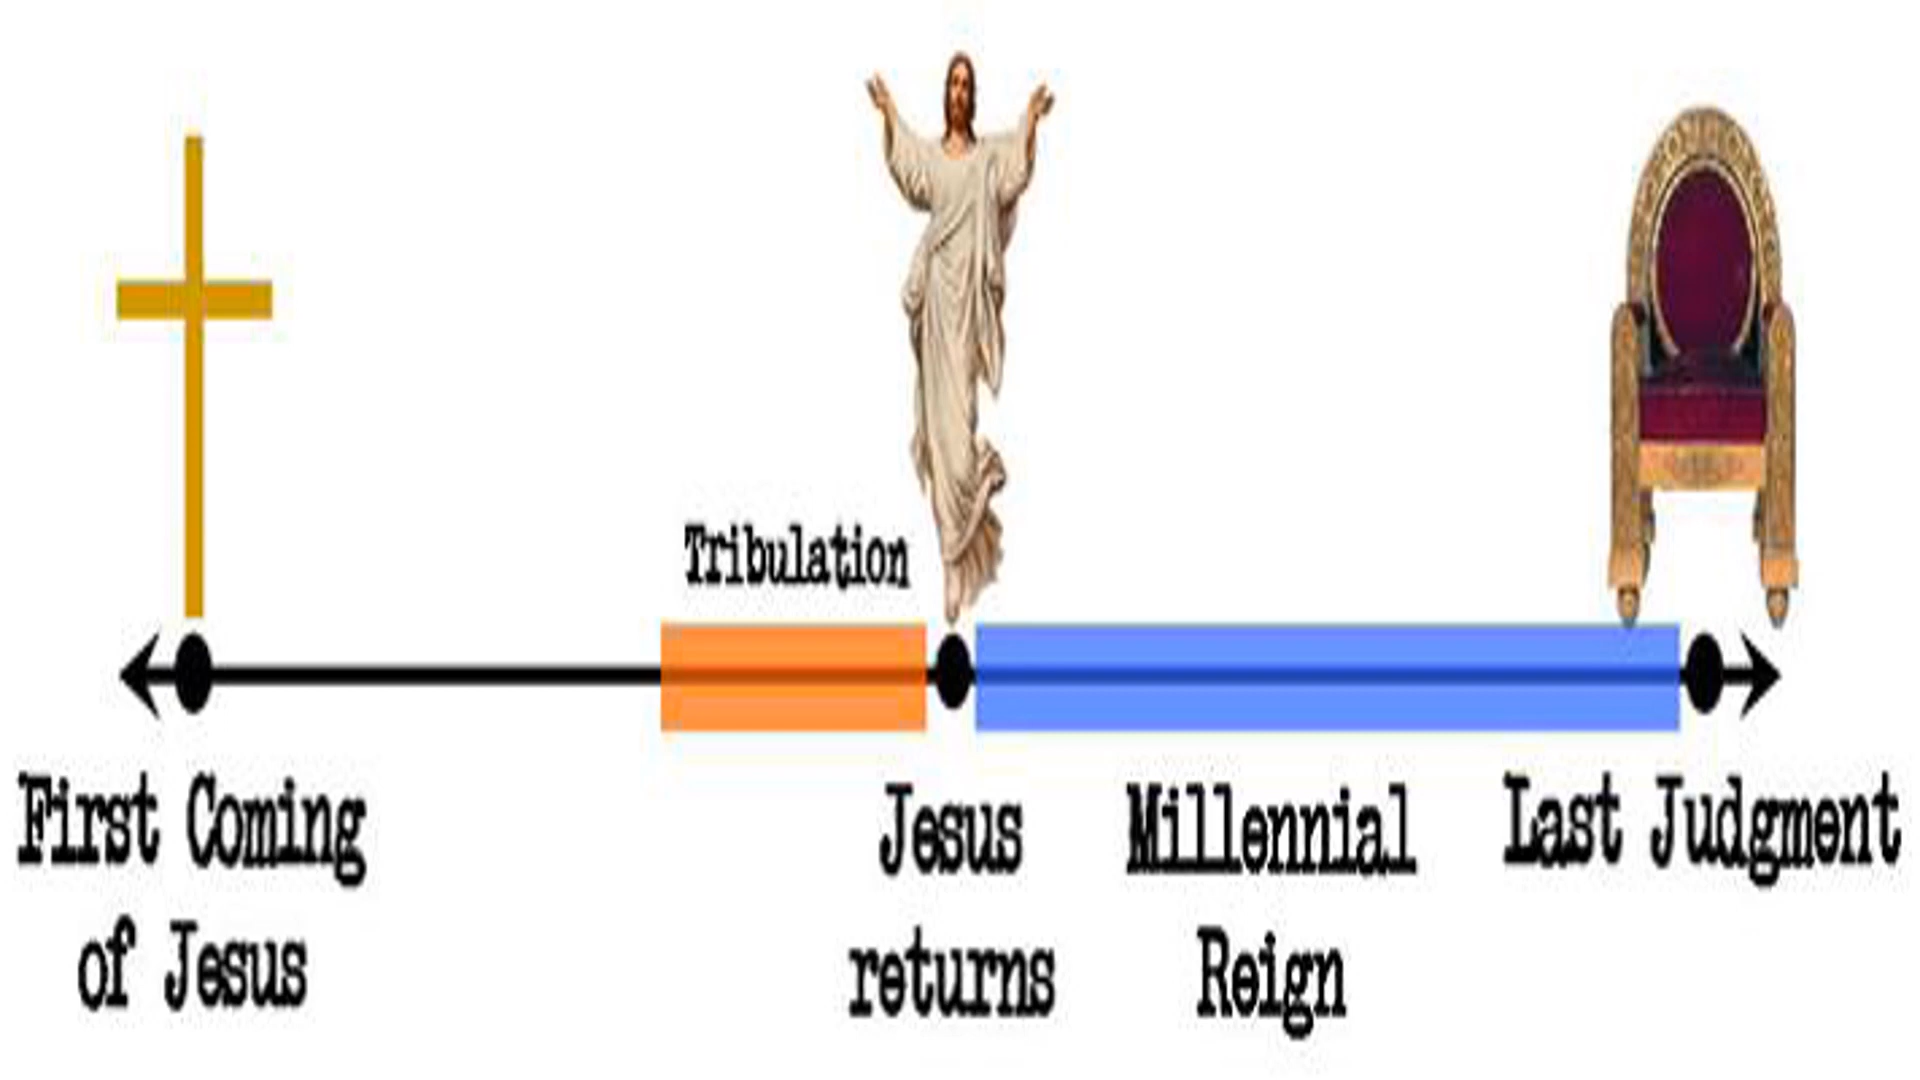 Tribulation
First Coming
of Jesus
Jesus
returns
Millennial
Reign
Last Judgment